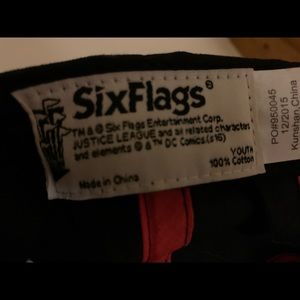 SixFlags®
TM & © Six Flags Entertainment Corp.
JUSTICE LEAGUE and all related characters
and elements © & TM DC Comics (s15)
YOUTH
100% Cotton
Made in China
PO#950045
12/2015
Kunshan, China